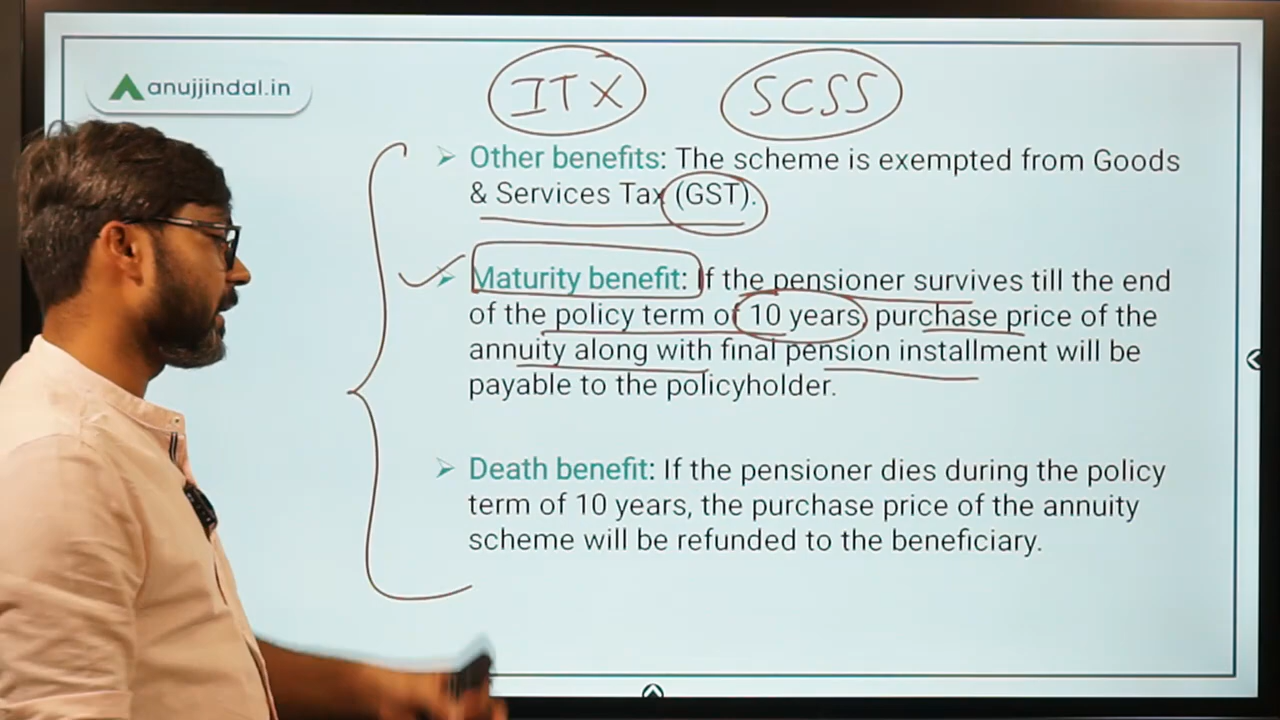 anujjindal.in
ITX SCSS
Other benefits: The scheme is exempted from Goods
& Services Tax (GST).
Maturity benefit: If the pensioner survives till the end
of the policy term of 10 years, purchase price of the
annuity along with final pension installment will be
payable to the policyholder.
Death benefit: If the pensioner dies during the policy
term of 10 years, the purchase price of the annuity
scheme will be refunded to the beneficiary.